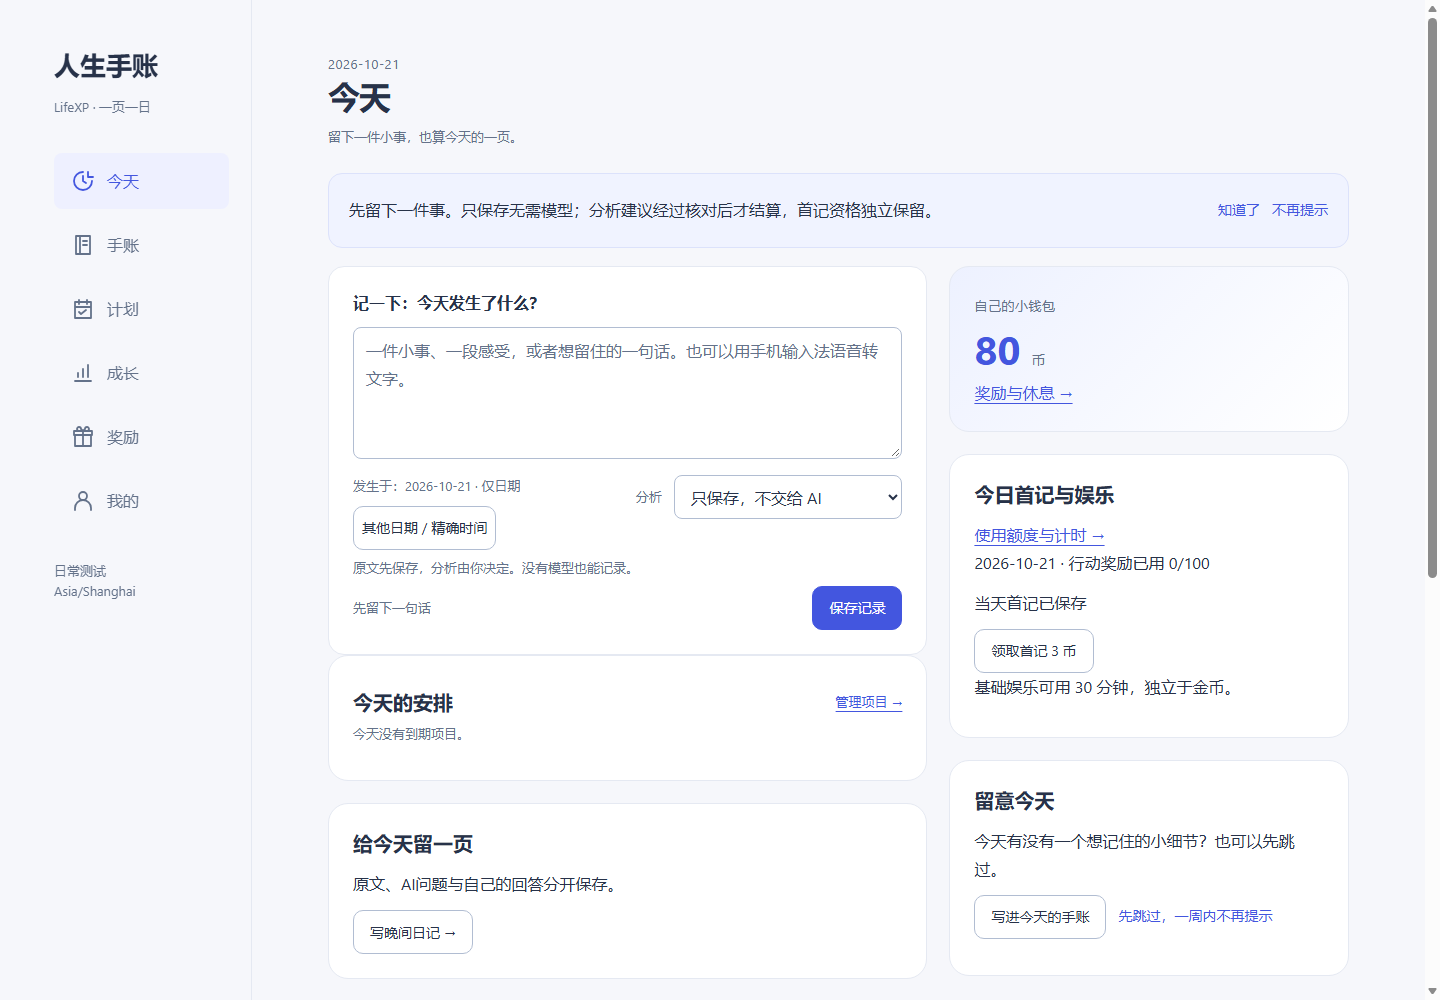 人生手账
LifeXP · 一页一日
今天
手账
计划
成长
奖励
我的
日常测试
Asia/Shanghai
2026-10-21
今天
留下一件小事，也算今天的一页。
先留下一件事。只保存无需模型；分析建议经过核对后才结算，首记资格独立保留。
知道了 不再提示
记一下：今天发生了什么？
一件小事、一段感受，或者想留住的一句话。也可以用手机输入法语音转
文字。
发生于：2026-10-21 · 仅日期
其他日期 / 精确时间
分析 只保存，不交给 AI
原文先保存，分析由你决定。没有模型也能记录。
先留下一句话
保存记录
今天的安排
管理项目 →
今天没有到期项目。
给今天留一页
原文、AI问题与自己的回答分开保存。
写晚间日记 →
自己的小钱包
80 币
奖励与休息 →
今日首记与娱乐
使用额度与计时 →
2026-10-21 · 行动奖励已用 0/100
当天首记已保存
领取首记 3 币
基础娱乐可用 30 分钟，独立于金币。
留意今天
今天有没有一个想记住的小细节？也可以先跳
过。
写进今天的手账
先跳过，一周内不再提示